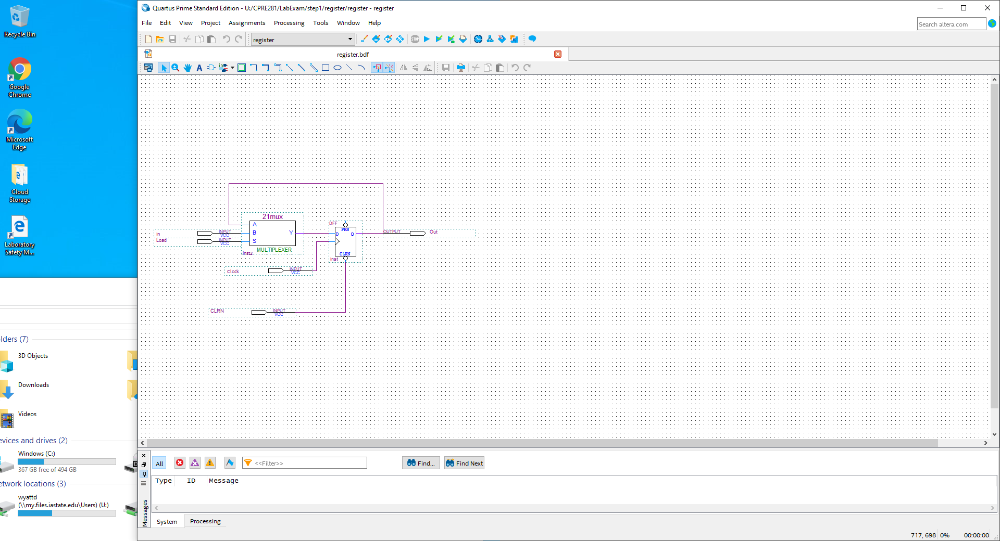 Recycle Bin
Google
Chrome
Microsoft
Edge
Cloud
Storage
Laboratory
Safety M...
lders (7)
3D Objects
Downloads
Videos
evices and drives (2)
Windows (C:)
367 GB free of 494 GB
etwork locations (3)
wyattd
(\\my.files.iastate.edu\Users) (U:)
Quartus Prime Standard Edition - U:/CPRE281/LabExam/step1/register/register - register
File Edit View Project Assignments Processing Tools Window Help
Search altera.com
register
STOP
register.bdf
21mux
A
B
S
Y
MULTIPLEXER
inst2
In
INPUT
VCC
Load
INPUT
VCC
DFF
PRN
D
Q
CLRN
inst
OUTPUT
Out
Clock
INPUT
VCC
CLRN
INPUT
VCC
All
<<Filter>>
Find...
Find Next
Type ID Message
Messages
System
Processing
717, 698 0% 00:00:00